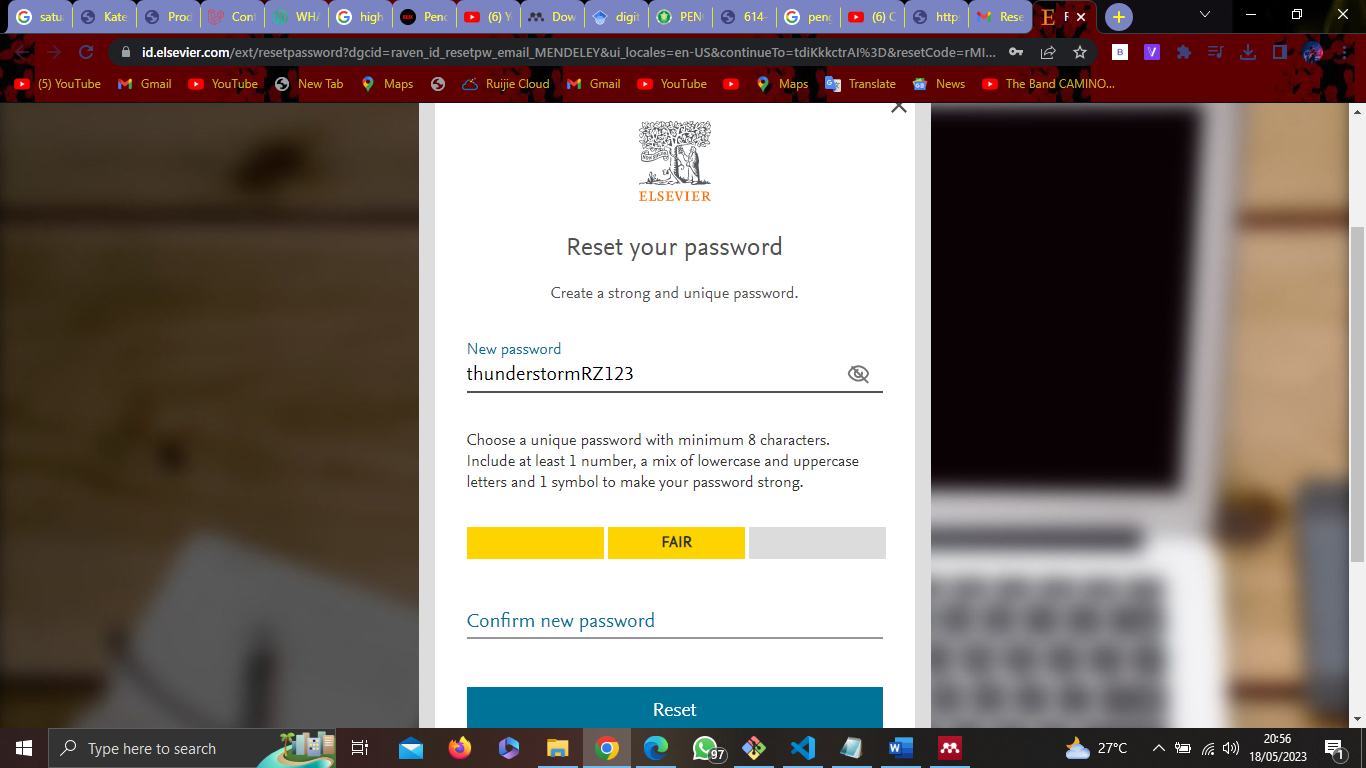 satua
Kate
Prod
Cont
WHA
high
Penc
(6) Y
Dow
digit
PEN
614-
peng
(6) C
https
Rese
id.elsevier.com/ext/resetpassword?dgcid=raven_id_resetpw_email_MENDELEY&ui_locales=en-US&continueTo=tdiKkkctrAI%3D&resetCode=rMI...
(5) YouTube
Gmail
YouTube
New Tab
Maps
Ruijie Cloud
Gmail
YouTube
Maps
Translate
News
The Band CAMINO...
ELSEVIER
Reset your password
Create a strong and unique password.
New password
thunderstormRZ123
Choose a unique password with minimum 8 characters.
Include at least 1 number, a mix of lowercase and uppercase
letters and 1 symbol to make your password strong.
FAIR
Confirm new password
Reset
Type here to search
97
27°C
20:56
18/05/2023
1